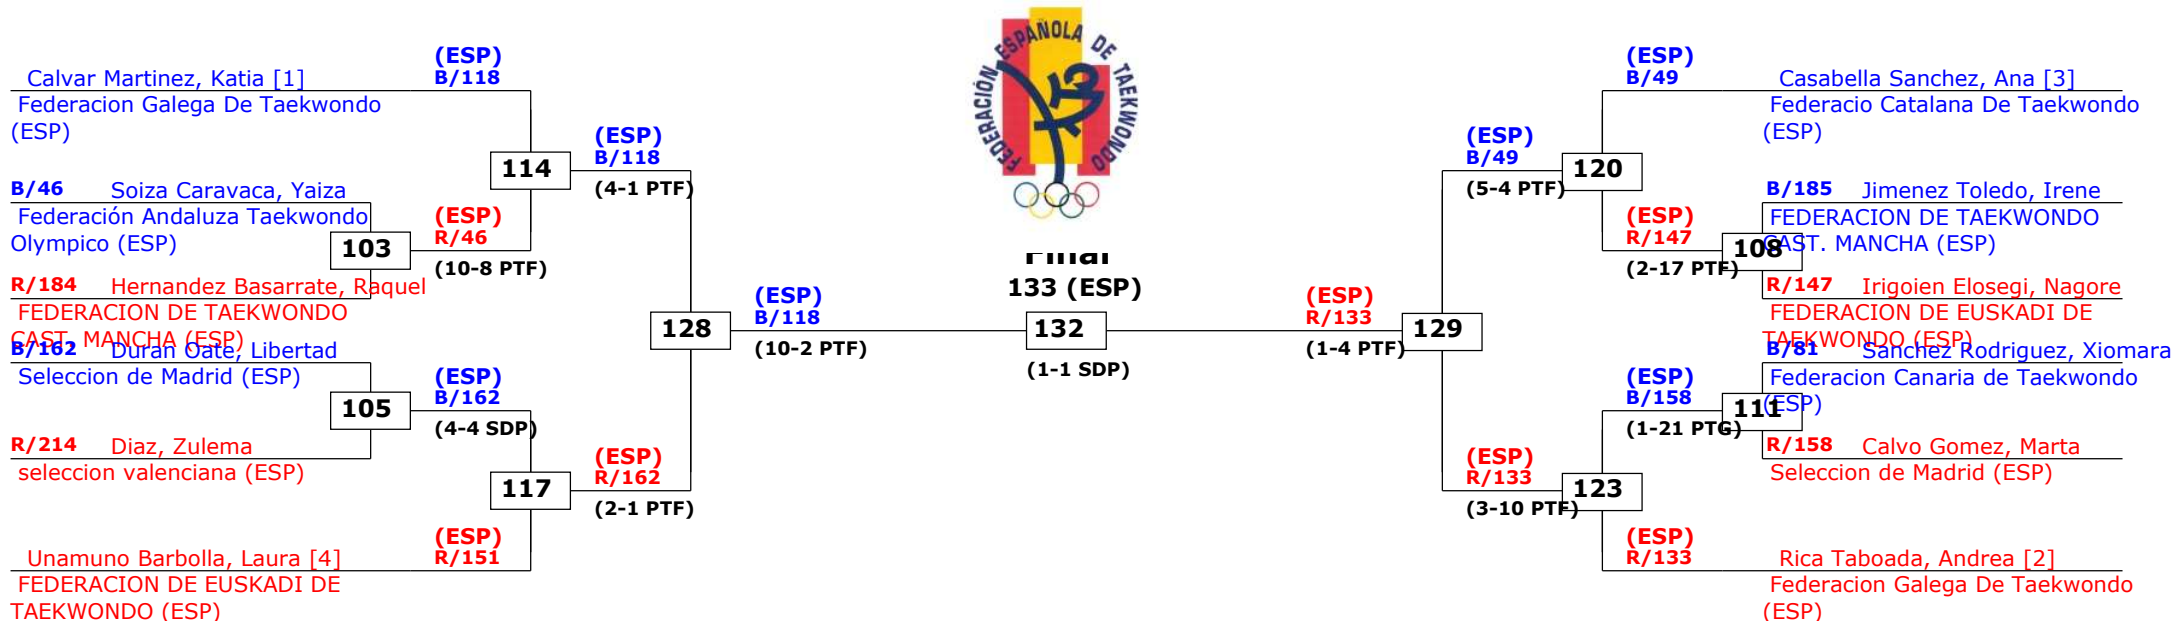 FEDERACIÓN ESPAÑOLA DE TAEKWONDO
(ESP)
B/118
Calvar Martinez, Katia [1]
Federacion Galega De Taekwondo
(ESP)
114
(ESP)
B/118
(4-1 PTF)
B/46 Soiza Caravaca, Yaiza
Federación Andaluza Taekwondo
Olympico (ESP)
103
(ESP)
R/46
(10-8 PTF)
R/184 Hernandez Basarrate, Raquel
FEDERACION DE TAEKWONDO
CAST. MANCHA (ESP)
128
(ESP)
B/118
(10-2 PTF)
B/162 Duran Oate, Libertad
Seleccion de Madrid (ESP)
105
(ESP)
B/162
(4-4 SDP)
R/214 Diaz, Zulema
seleccion valenciana (ESP)
117
(ESP)
R/162
(2-1 PTF)
(ESP)
R/151
Unamuno Barbolla, Laura [4]
FEDERACION DE EUSKADI DE
TAEKWONDO (ESP)
Final
133 (ESP)
132
(1-1 SDP)
(ESP)
B/49
Casabella Sanchez, Ana [3]
Federacio Catalana De Taekwondo
(ESP)
(ESP)
B/49
(5-4 PTF)
120
B/185 Jimenez Toledo, Irene
FEDERACION DE TAEKWONDO
CAST. MANCHA (ESP)
(ESP)
R/147
(2-17 PTF)
108
R/147 Irigoien Elosegi, Nagore
FEDERACION DE EUSKADI DE
TAEKWONDO (ESP)
(ESP)
R/133
(1-4 PTF)
129
B/81 Sanchez Rodriguez, Xiomara
Federacion Canaria de Taekwondo
(ESP)
(ESP)
B/158
(1-21 PTG)
111
R/158 Calvo Gomez, Marta
Seleccion de Madrid (ESP)
(ESP)
R/133
(3-10 PTF)
123
(ESP)
R/133
Rica Taboada, Andrea [2]
Federacion Galega De Taekwondo
(ESP)